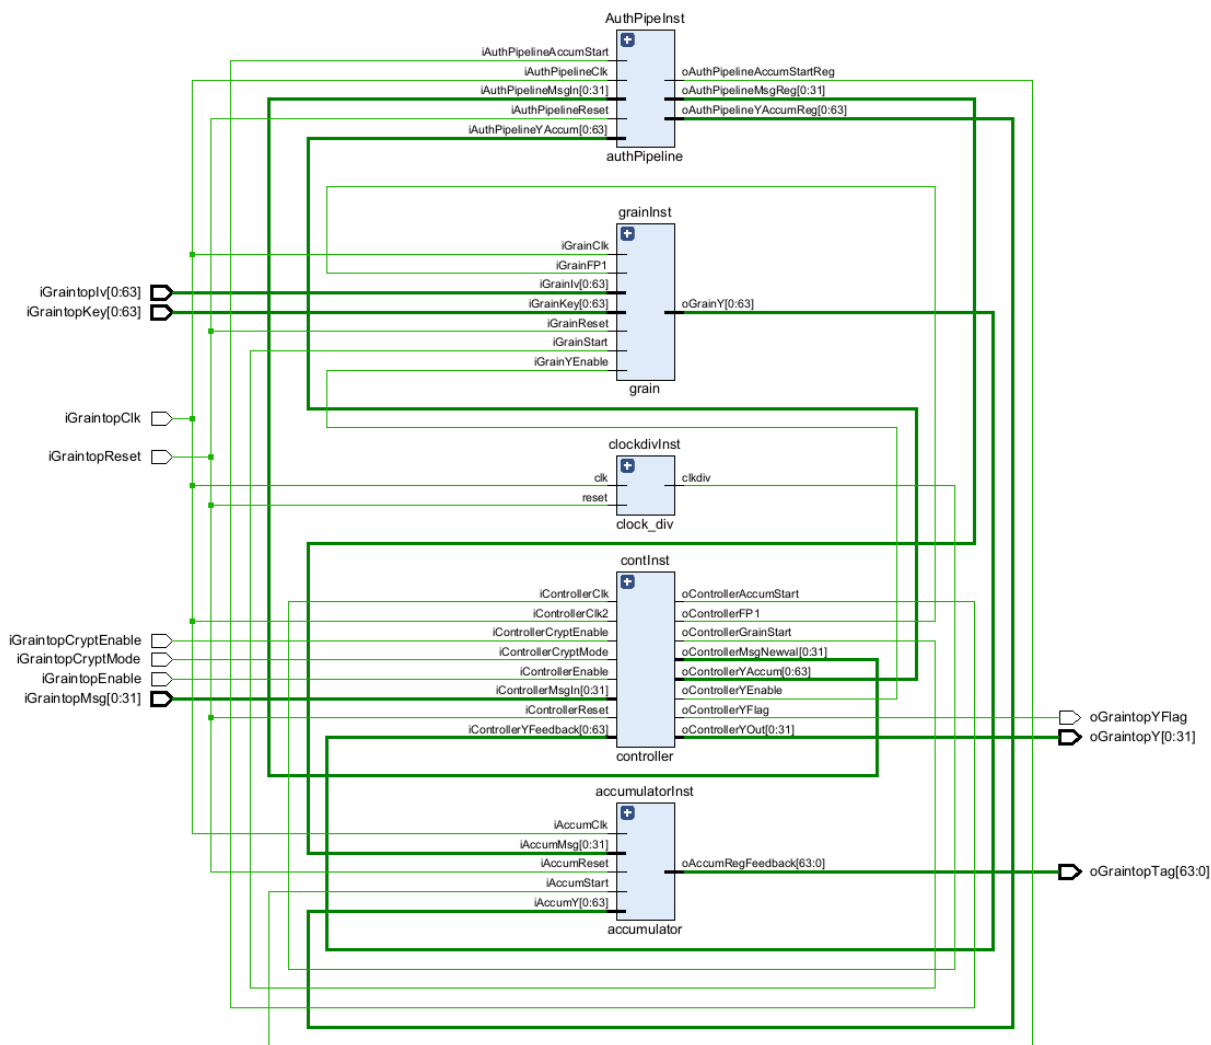 AuthPipeInst
iAuthPipelineAccumStart
iAuthPipelineClk
oAuthPipelineAccumStartReg
iAuthPipelineMsgIn[0:31]
oAuthPipelineMsgReg[0:31]
iAuthPipelineReset
oAuthPipelineYAccumReg[0:63]
iAuthPipelineYAccum[0:63]
authPipeline
grainInst
iGrainClk
iGrainFP1
iGraintopIv[0:63]
iGrainIv[0:63]
iGraintopKey[0:63]
iGrainKey[0:63]
oGrainY[0:63]
iGrainReset
iGrainStart
iGrainYEnable
grain
iGraintopClk
iGraintopReset
clockdivInst
clk
clkdiv
reset
clock_div
contInst
iControllerClk
oControllerAccumStart
iControllerClk2
oControllerFP1
iGraintopCryptEnable
iControllerCryptEnable
oControllerGrainStart
iGraintopCryptMode
iControllerCryptMode
oControllerMsgNewval[0:31]
iGraintopEnable
iControllerEnable
oControllerYAccum[0:63]
iGraintopMsg[0:31]
iControllerMsgIn[0:31]
oControllerYEnable
iControllerReset
oControllerYFlag
oGraintopYFlag
iControllerYFeedback[0:63]
oControllerYOut[0:31]
oGraintopY[0:31]
controller
accumulatorInst
iAccumClk
iAccumMsg[0:31]
iAccumReset
oAccumRegFeedback[63:0]
oGraintopTag[63:0]
iAccumStart
iAccumY[0:63]
accumulator